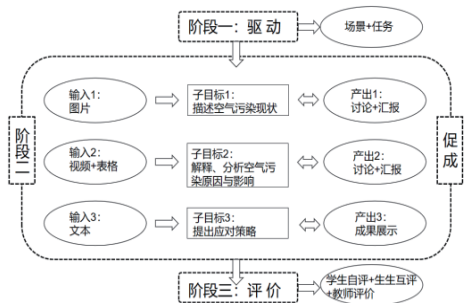 阶段一：驱动
场景+任务
输入1：
图片
子目标1：
描述空气污染现状
产出1：
讨论+汇报
阶段二
输入2：
视频+表格
子目标2：
解释、分析空气污
染原因与影响
产出2：
讨论+汇报
促成
输入3：
文本
子目标3：
提出应对策略
产出3：
成果展示
阶段三：评价
学生自评+生生互评
+教师评价